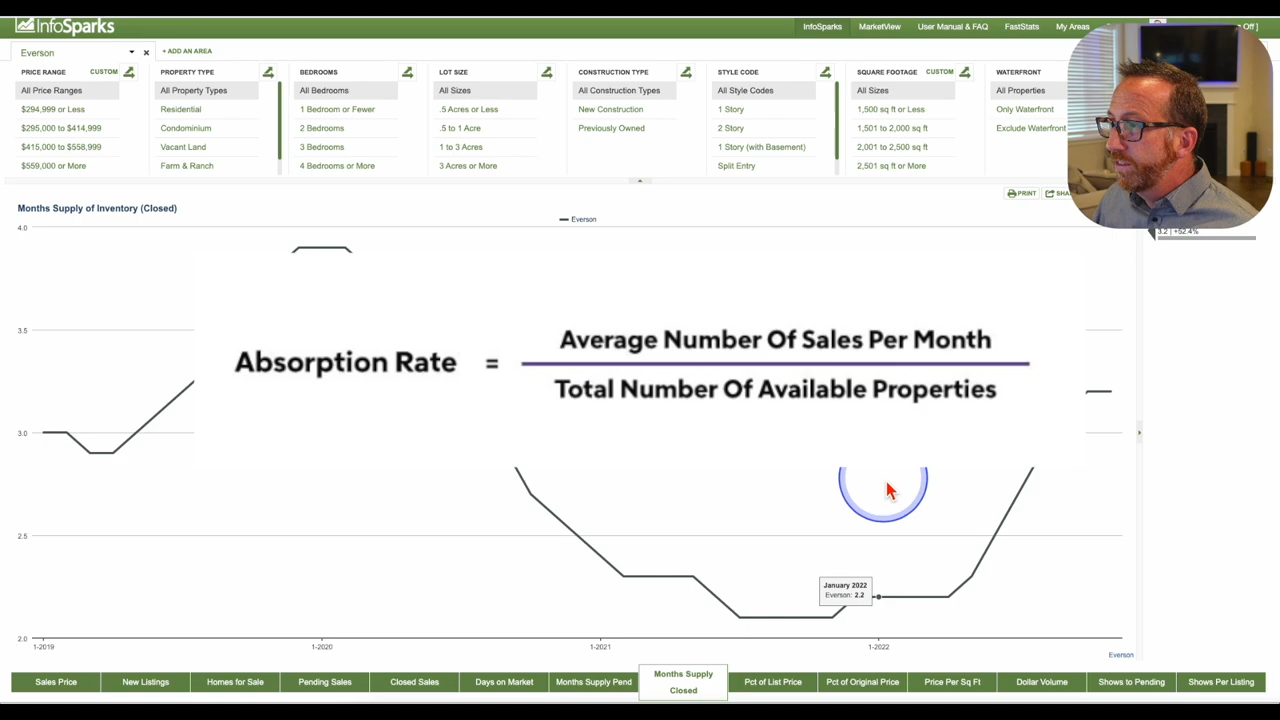 InfoSparks
InfoSparks MarketView User Manual & FAQ FastStats My Areas Off ]
Everson
+ ADD AN AREA
PRICE RANGE CUSTOM
All Price Ranges
$294,999 or Less
$295,000 to $414,999
$415,000 to $558,999
$559,000 or More
PROPERTY TYPE
All Property Types
Residential
Condominium
Vacant Land
Farm & Ranch
BEDROOMS
All Bedrooms
1 Bedroom or Fewer
2 Bedrooms
3 Bedrooms
4 Bedrooms or More
LOT SIZE
All Sizes
.5 Acres or Less
.5 to 1 Acre
1 to 3 Acres
3 Acres or More
CONSTRUCTION TYPE
All Construction Types
New Construction
Previously Owned
STYLE CODE
All Style Codes
1 Story
2 Story
1 Story (with Basement)
Split Entry
SQUARE FOOTAGE CUSTOM
All Sizes
1,500 sq ft or Less
1,501 to 2,000 sq ft
2,001 to 2,500 sq ft
2,501 sq ft or More
WATERFRONT
All Properties
Only Waterfront
Exclude Waterfront
PRINT SHA
Months Supply of Inventory (Closed)
Everson
3.2 | +52.4%
4.0
3.5
3.0
2.5
2.0
Absorption Rate = Average Number Of Sales Per Month
Total Number Of Available Properties
January 2022
Everson: 2.2
1-2019 1-2020 1-2021 1-2022
Everson
Sales Price New Listings Homes for Sale Pending Sales Closed Sales Days on Market Months Supply Pend Months Supply Closed Pct of List Price Pct of Original Price Price Per Sq Ft Dollar Volume Shows to Pending Shows Per Listing